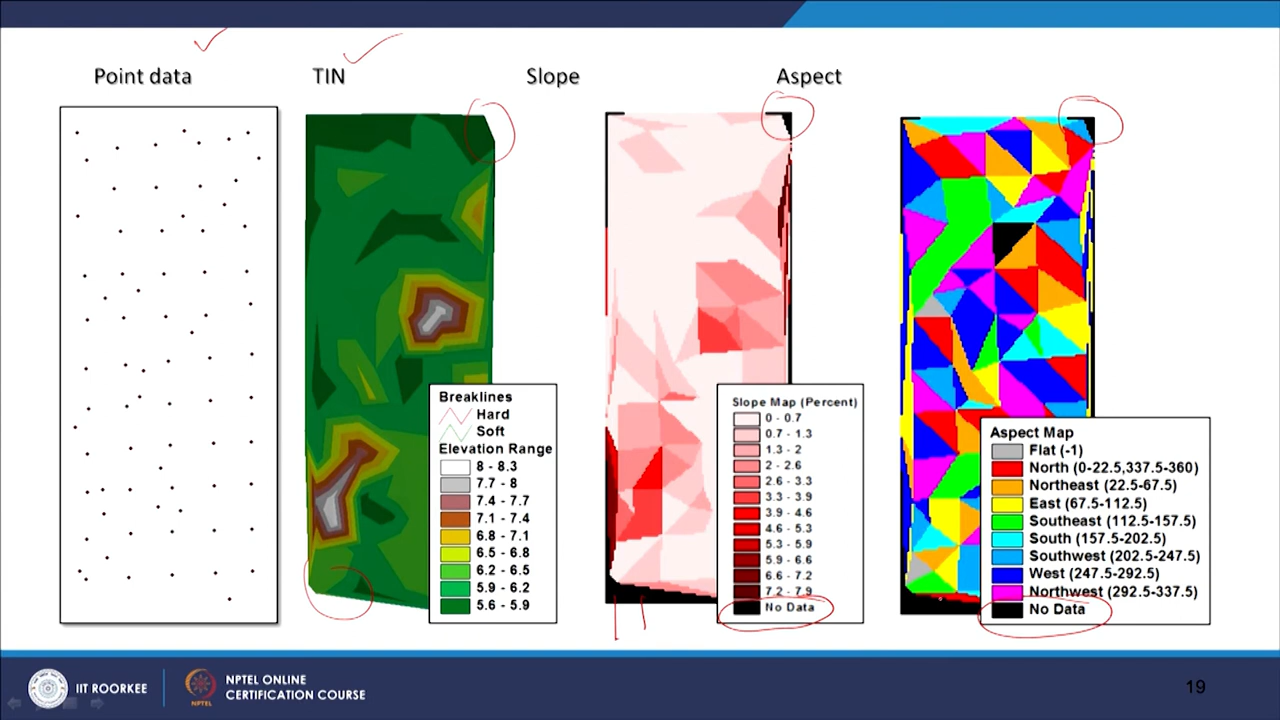 Point data
TIN
Slope
Aspect
Breaklines
Hard
Soft
Elevation Range
8 - 8.3
7.7 - 8
7.4 - 7.7
7.1 - 7.4
6.8 - 7.1
6.5 - 6.8
6.2 - 6.5
5.9 - 6.2
5.6 - 5.9
Slope Map (Percent)
0 - 0.7
0.7 - 1.3
1.3 - 2
2 - 2.6
2.6 - 3.3
3.3 - 3.9
3.9 - 4.6
4.6 - 5.3
5.3 - 5.9
5.9 - 6.6
6.6 - 7.2
7.2 - 7.9
No Data
Aspect Map
Flat (-1)
North (0-22.5,337.5-360)
Northeast (22.5-67.5)
East (67.5-112.5)
Southeast (112.5-157.5)
South (157.5-202.5)
Southwest (202.5-247.5)
West (247.5-292.5)
Northwest (292.5-337.5)
No Data
IIT ROORKEE
NPTEL
NPTEL ONLINE
CERTIFICATION COURSE
19